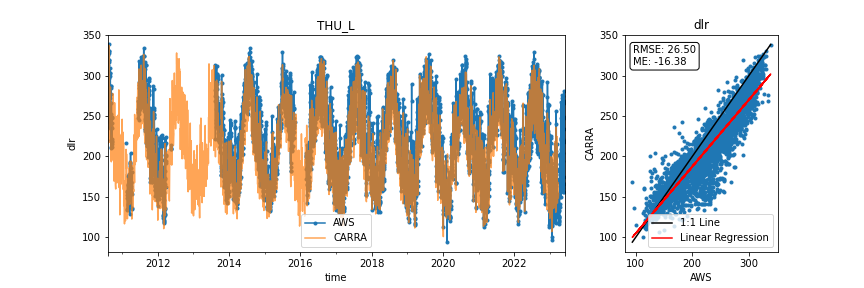 THU_L
dlr
350
300
250
200
150
100
dlr
2012
2014
2016
2018
2020
2022
time
AWS
CARRA
350
300
250
200
150
100
CARRA
RMSE: 26.50
ME: -16.38
1:1 Line
Linear Regression
100
200
300
AWS